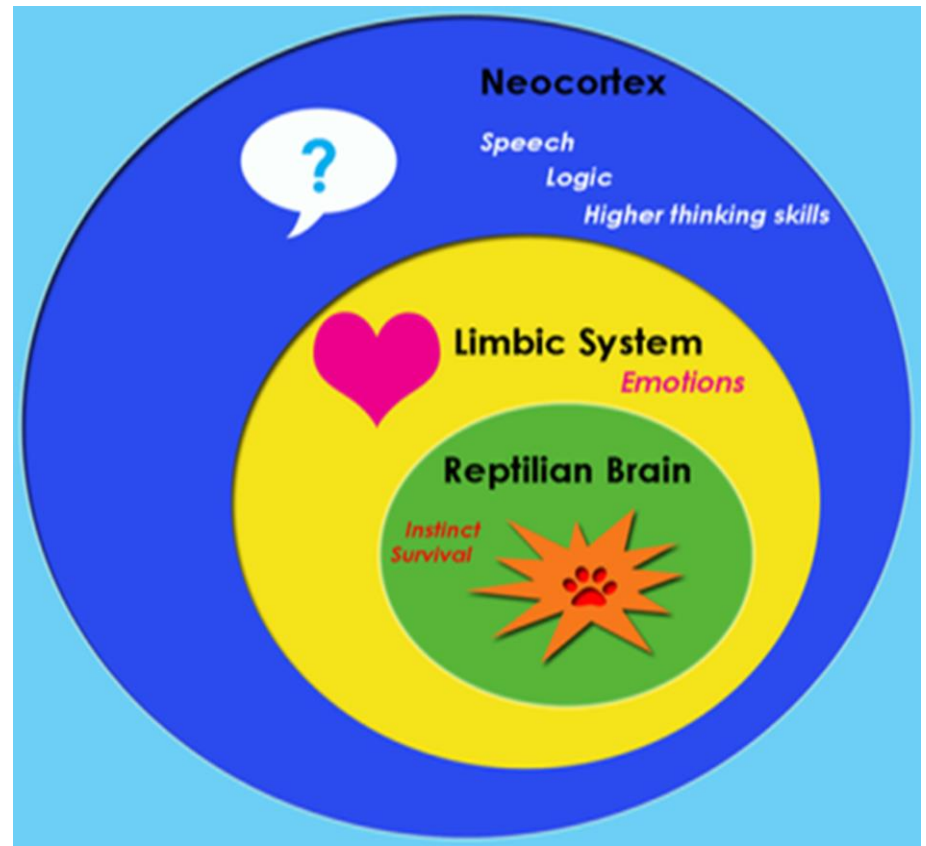 Neocortex
?
Speech
Logic
Higher thinking skills
Limbic System
Emotions
Reptilian Brain
Instinct
Survival